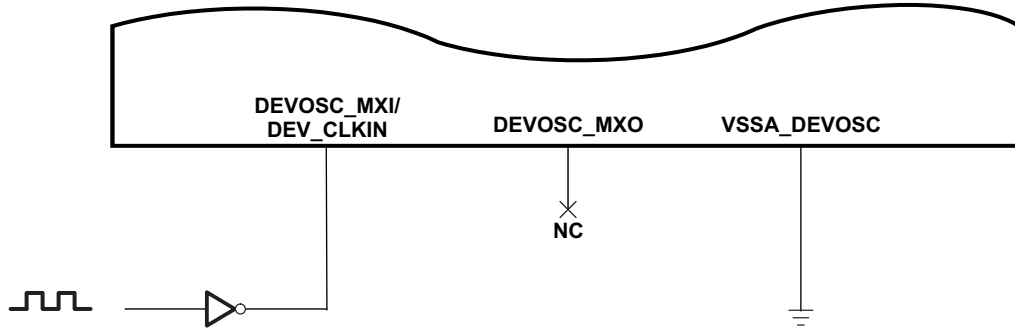 DEVOSC_MXI/
DEV_CLKIN
DEVOSC_MXO
VSSA_DEVOSC
NC